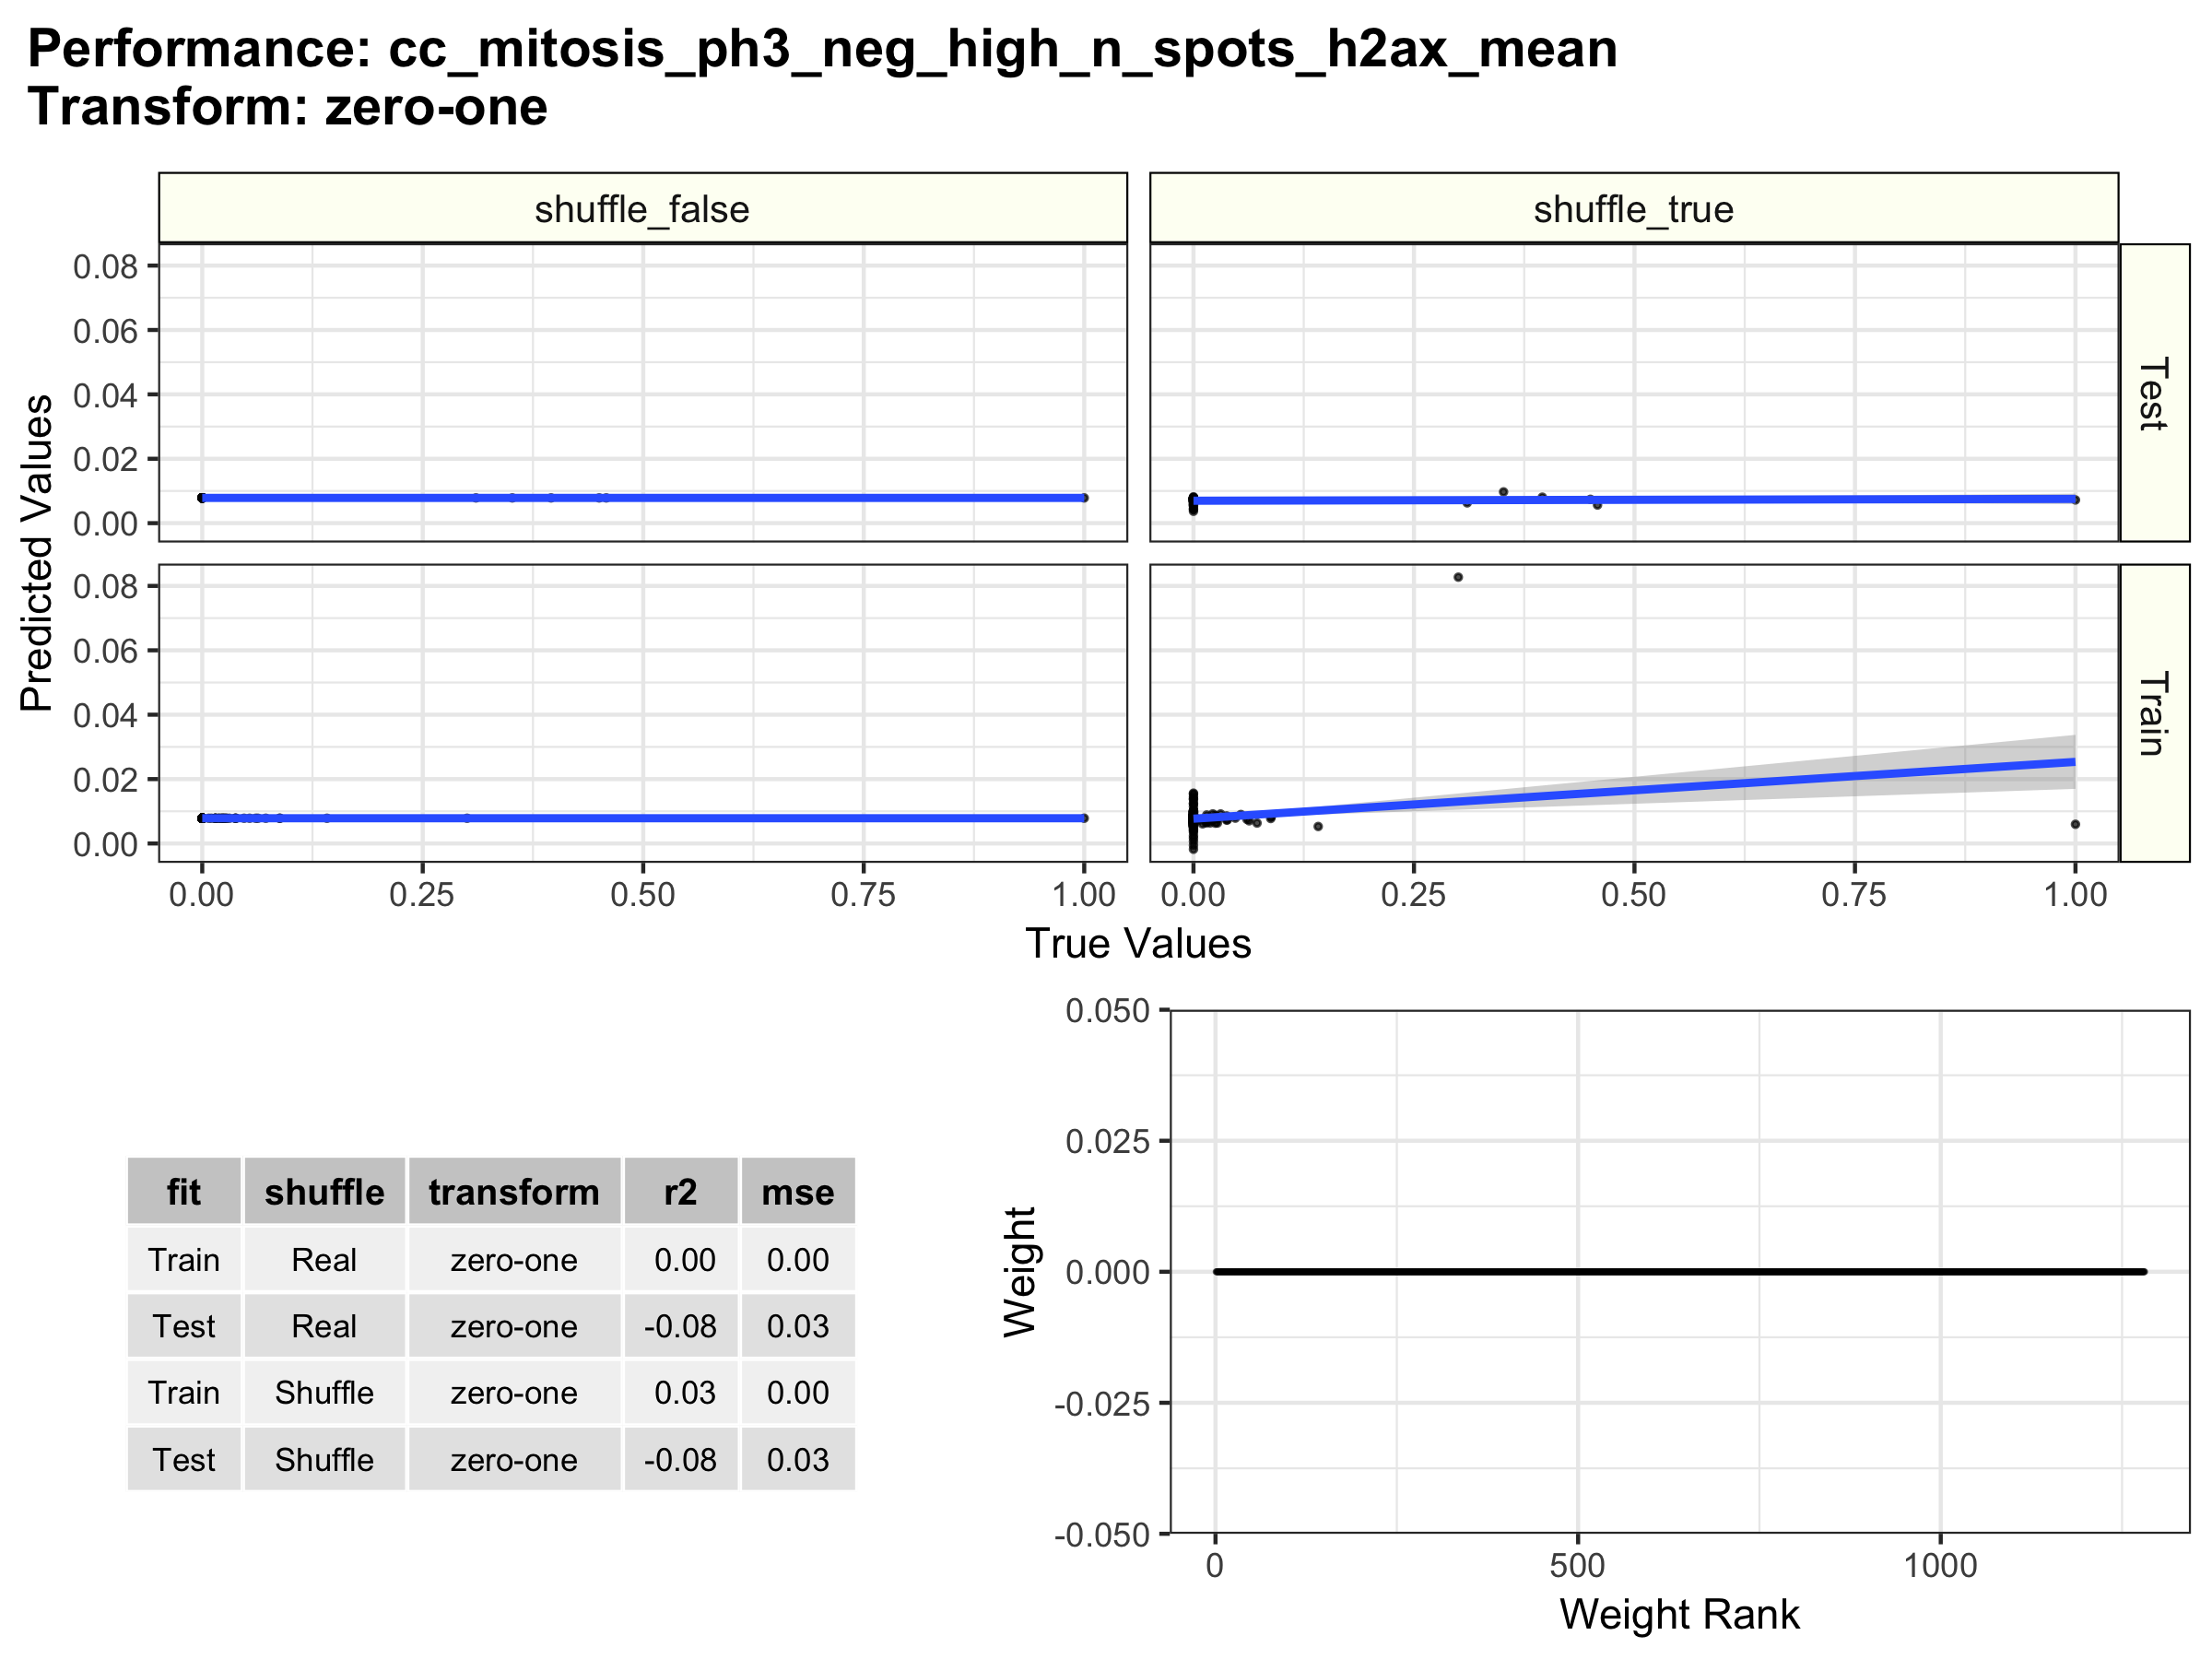 Performance: cc_mitosis_ph3_neg_high_n_spots_h2ax_mean
Transform: zero-one
shuffle_false
shuffle_true
0.08
0.06
0.04
0.02
0.00
Test
Predicted Values
0.08
0.06
0.04
0.02
0.00
Train
0.00 0.25 0.50 0.75 1.00
0.00 0.25 0.50 0.75 1.00
True Values
fit shuffle transform r2 mse
Train Real zero-one 0.00 0.00
Test Real zero-one -0.08 0.03
Train Shuffle zero-one 0.03 0.00
Test Shuffle zero-one -0.08 0.03
0.050
0.025
0.000
-0.025
-0.050
Weight
0 500 1000
Weight Rank